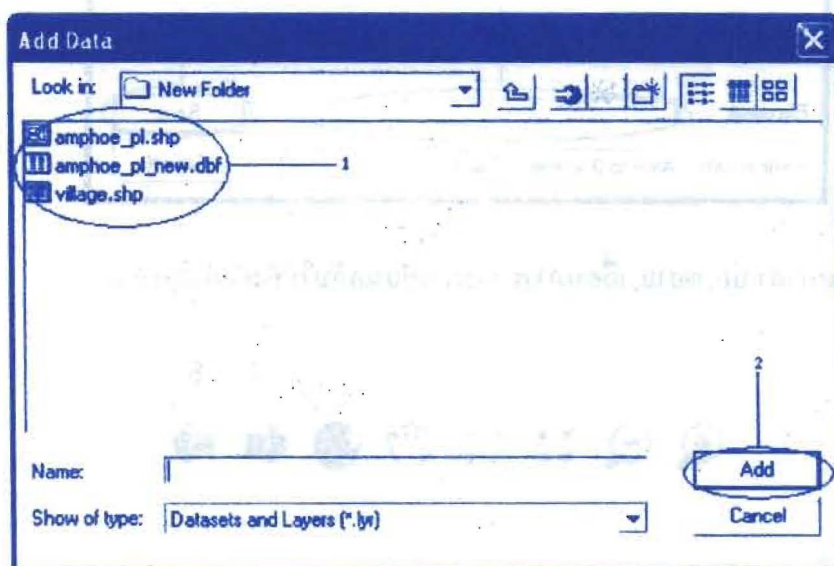 Add Data
Look in: New Folder
amphoe_pl.shp
amphoe_pl_new.dbf
1
village.shp
2
Name:
Add
Show of type: Datasets and Layers (*.lyr)
Cancel